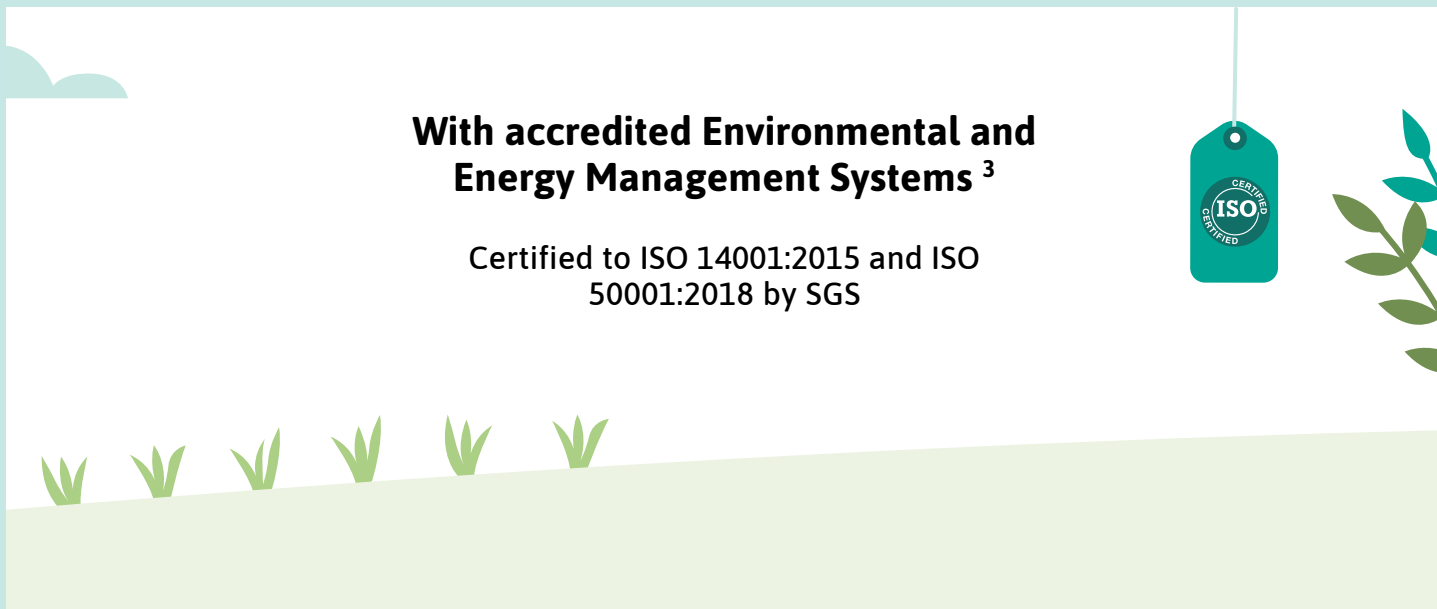 With accredited Environmental and
Energy Management Systems ³
Certified to ISO 14001:2015 and ISO
50001:2018 by SGS
CERTIFIED
ISO
CERTIFIED